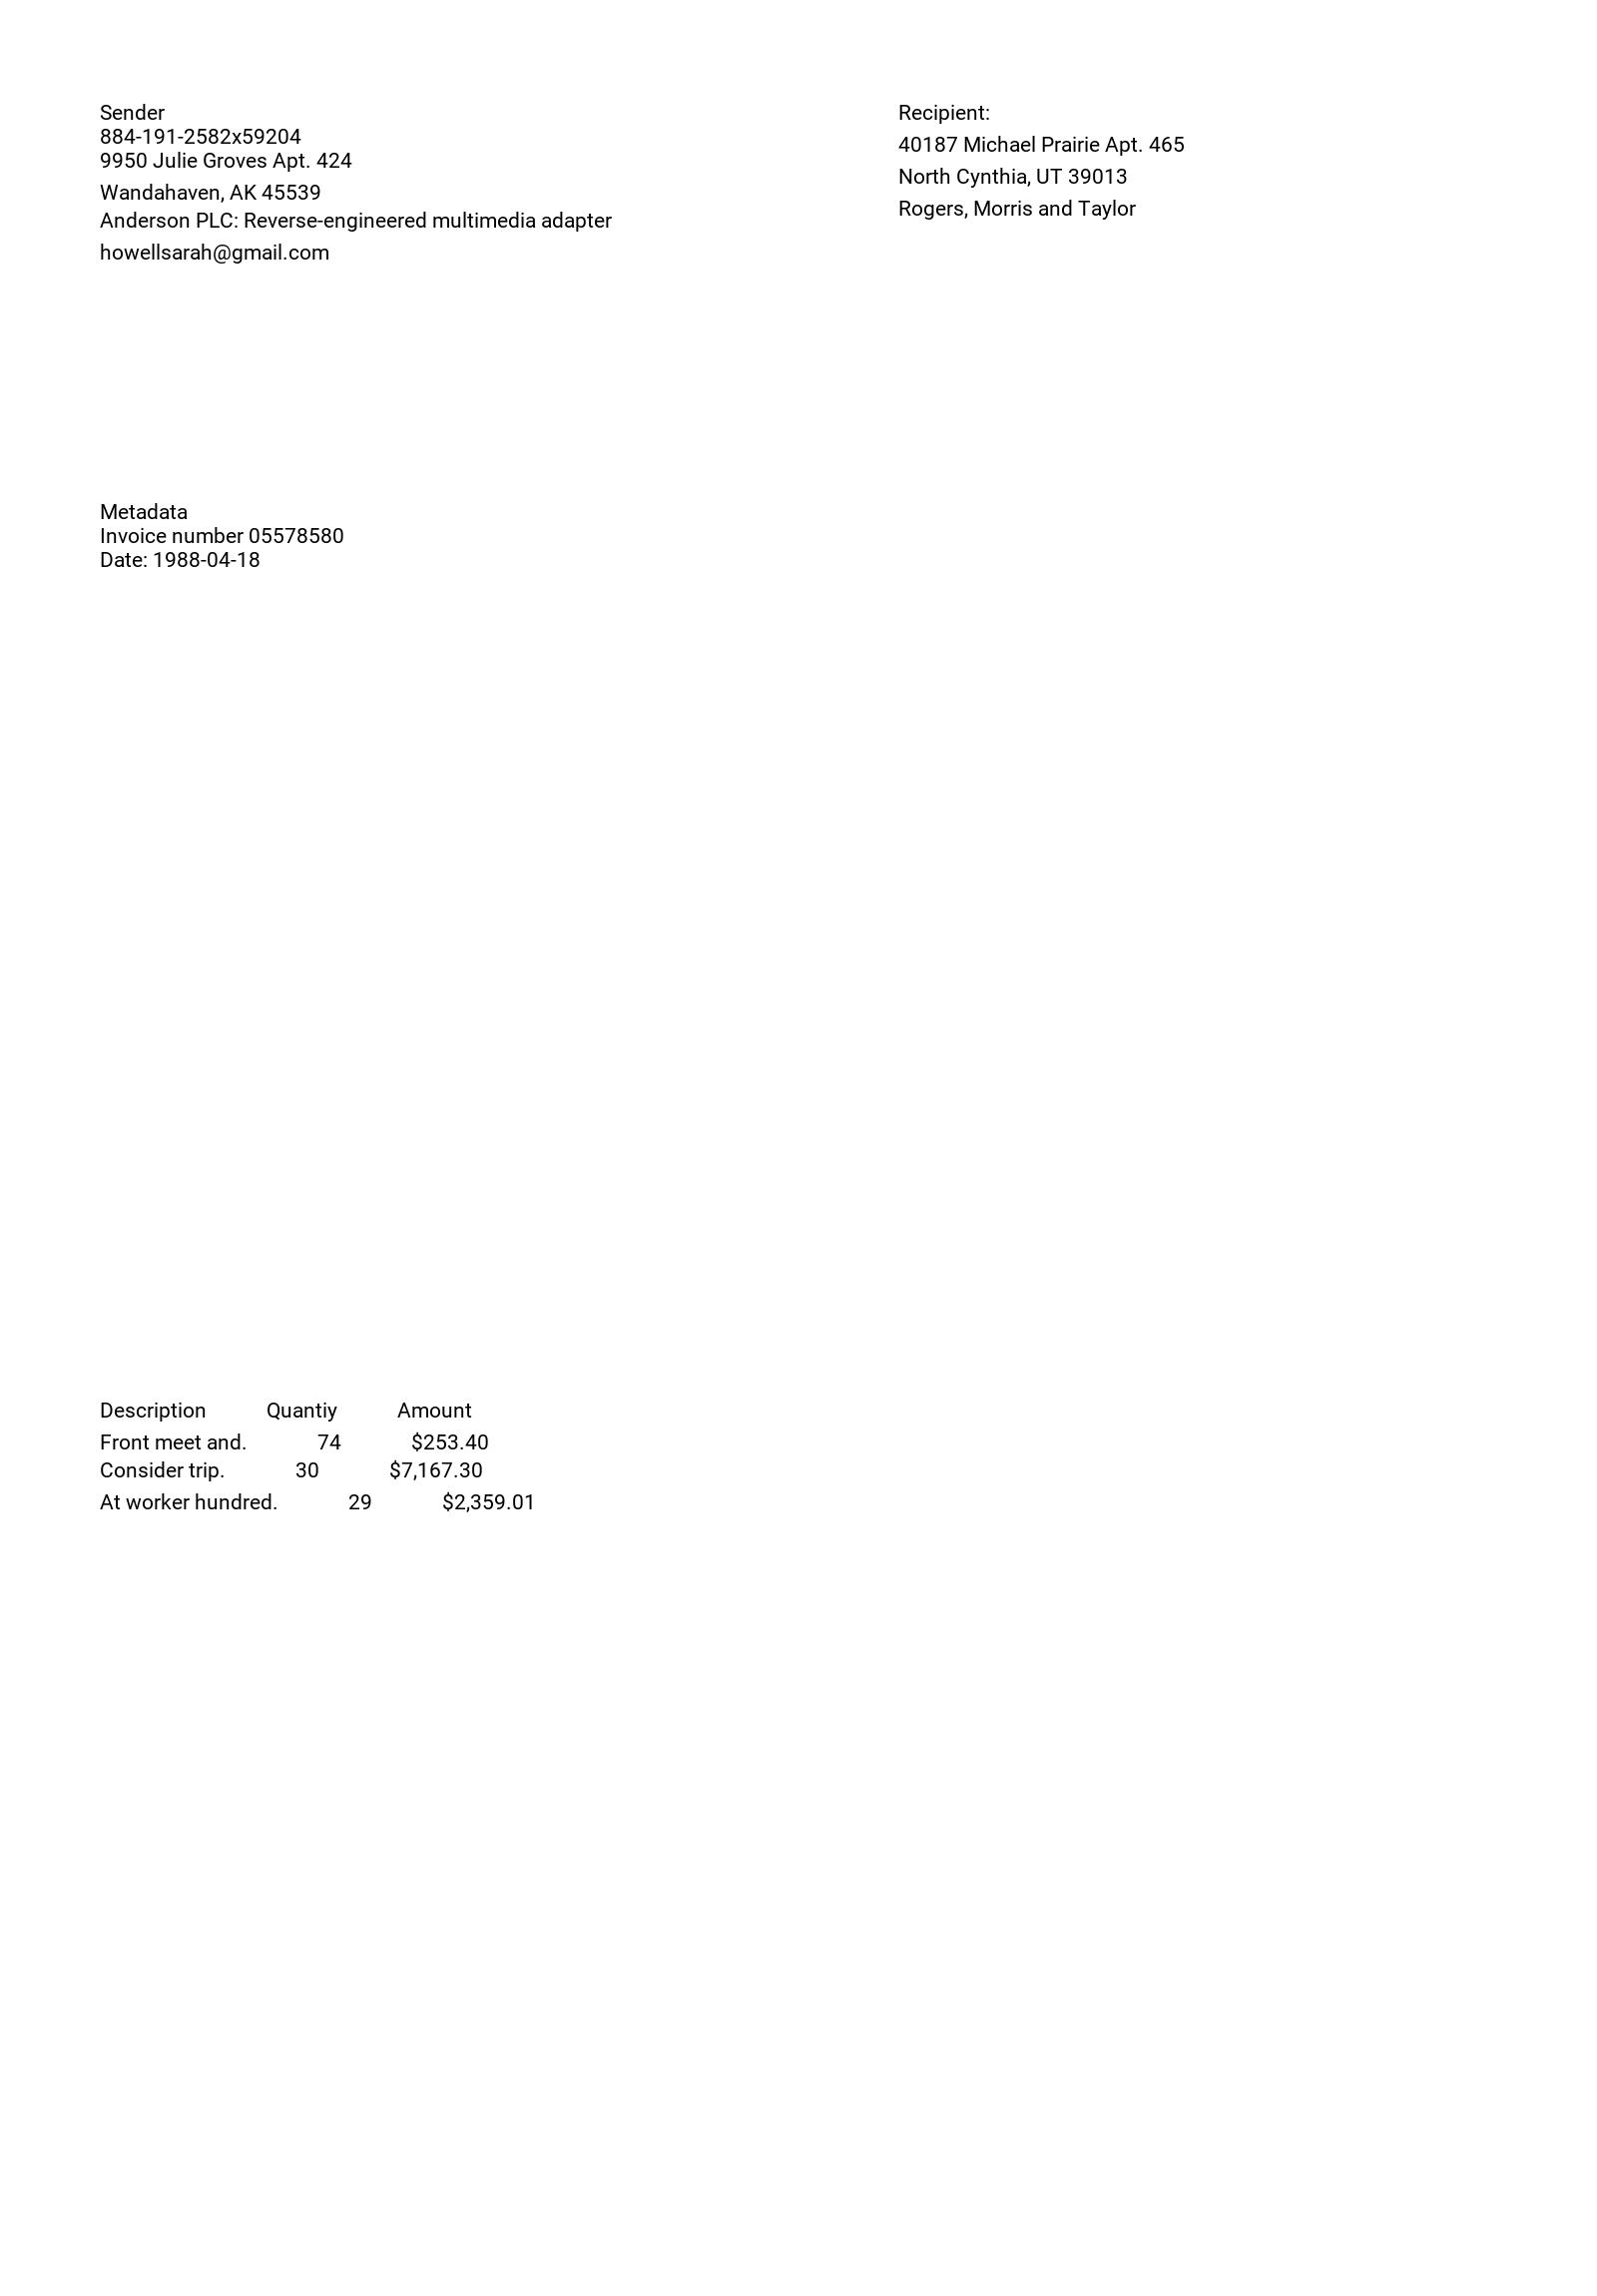 Sender
884-191-2582x59204
9950 Julie Groves Apt. 424
Wandahaven, AK 45539
Anderson PLC: Reverse-engineered multimedia adapter
howellsarah@gmail.com
Recipient:
40187 Michael Prairie Apt. 465
North Cynthia, UT 39013
Rogers, Morris and Taylor
Metadata
Invoice number 05578580
Date: 1988-04-18
Description Quantiy Amount
Front meet and. 74 $253.40
Consider trip. 30 $7,167.30
At worker hundred. 29 $2,359.01